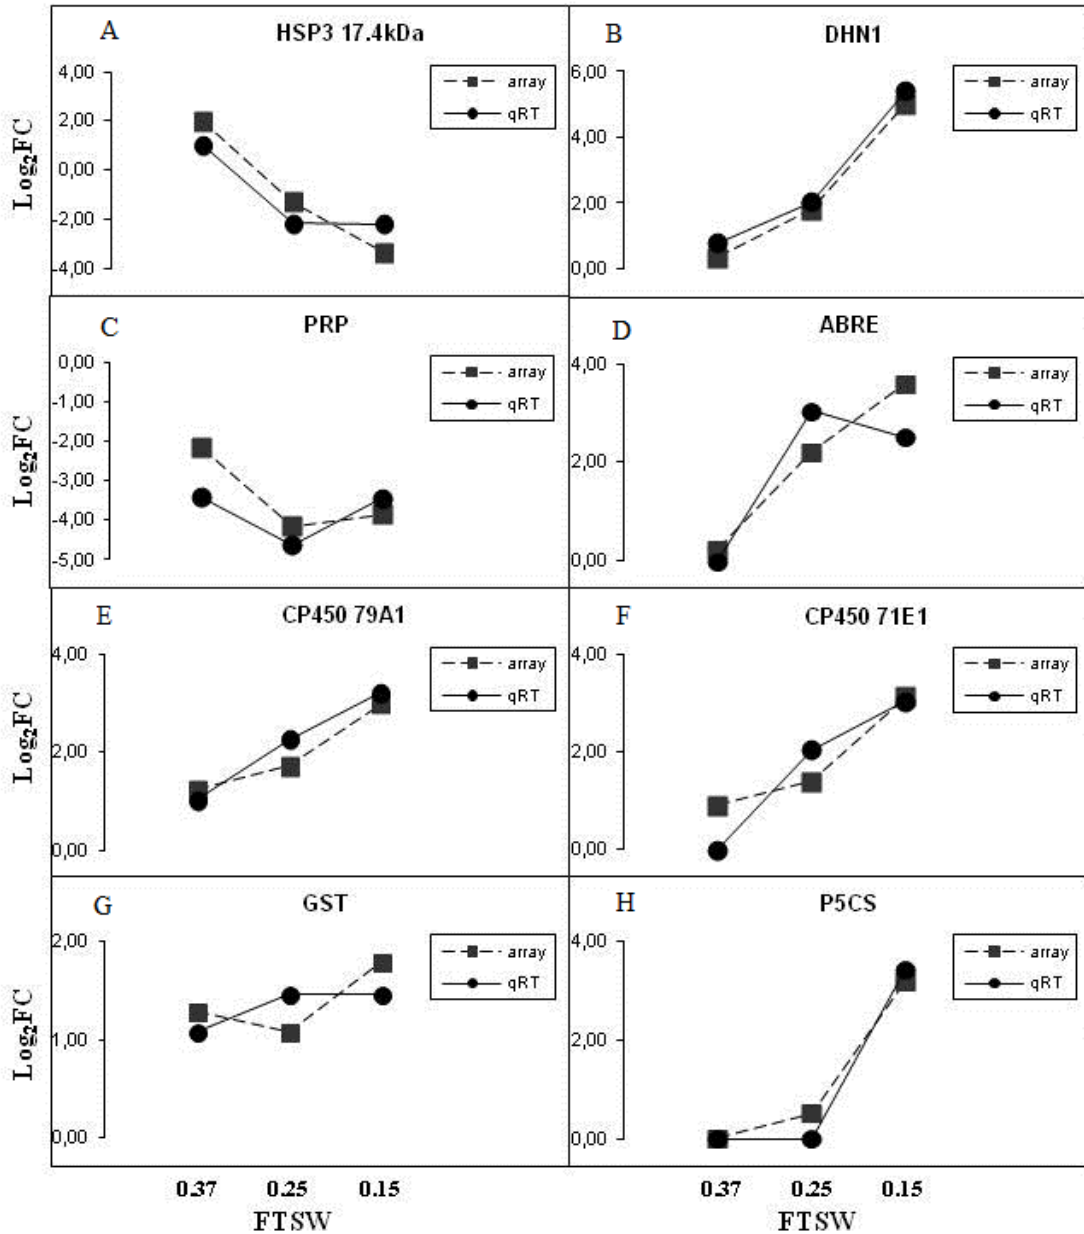 A
HSP3 17.4kDa
4,00
2,00
0,00
-2,00
-4,00
Log₂FC
array
qRT
B
DHN1
6,00
4,00
2,00
0,00
array
qRT
C
PRP
0,00
-1,00
-2,00
-3,00
-4,00
-5,00
Log₂FC
array
qRT
D
ABRE
4,00
2,00
0,00
array
qRT
E
CP450 79A1
4,00
2,00
0,00
Log₂FC
array
qRT
F
CP450 71E1
4,00
2,00
0,00
array
qRT
G
GST
2,00
1,00
0,00
Log₂FC
array
qRT
H
P5CS
4,00
2,00
0,00
array
qRT
0.37 0.25 0.15
FTSW
0.37 0.25 0.15
FTSW